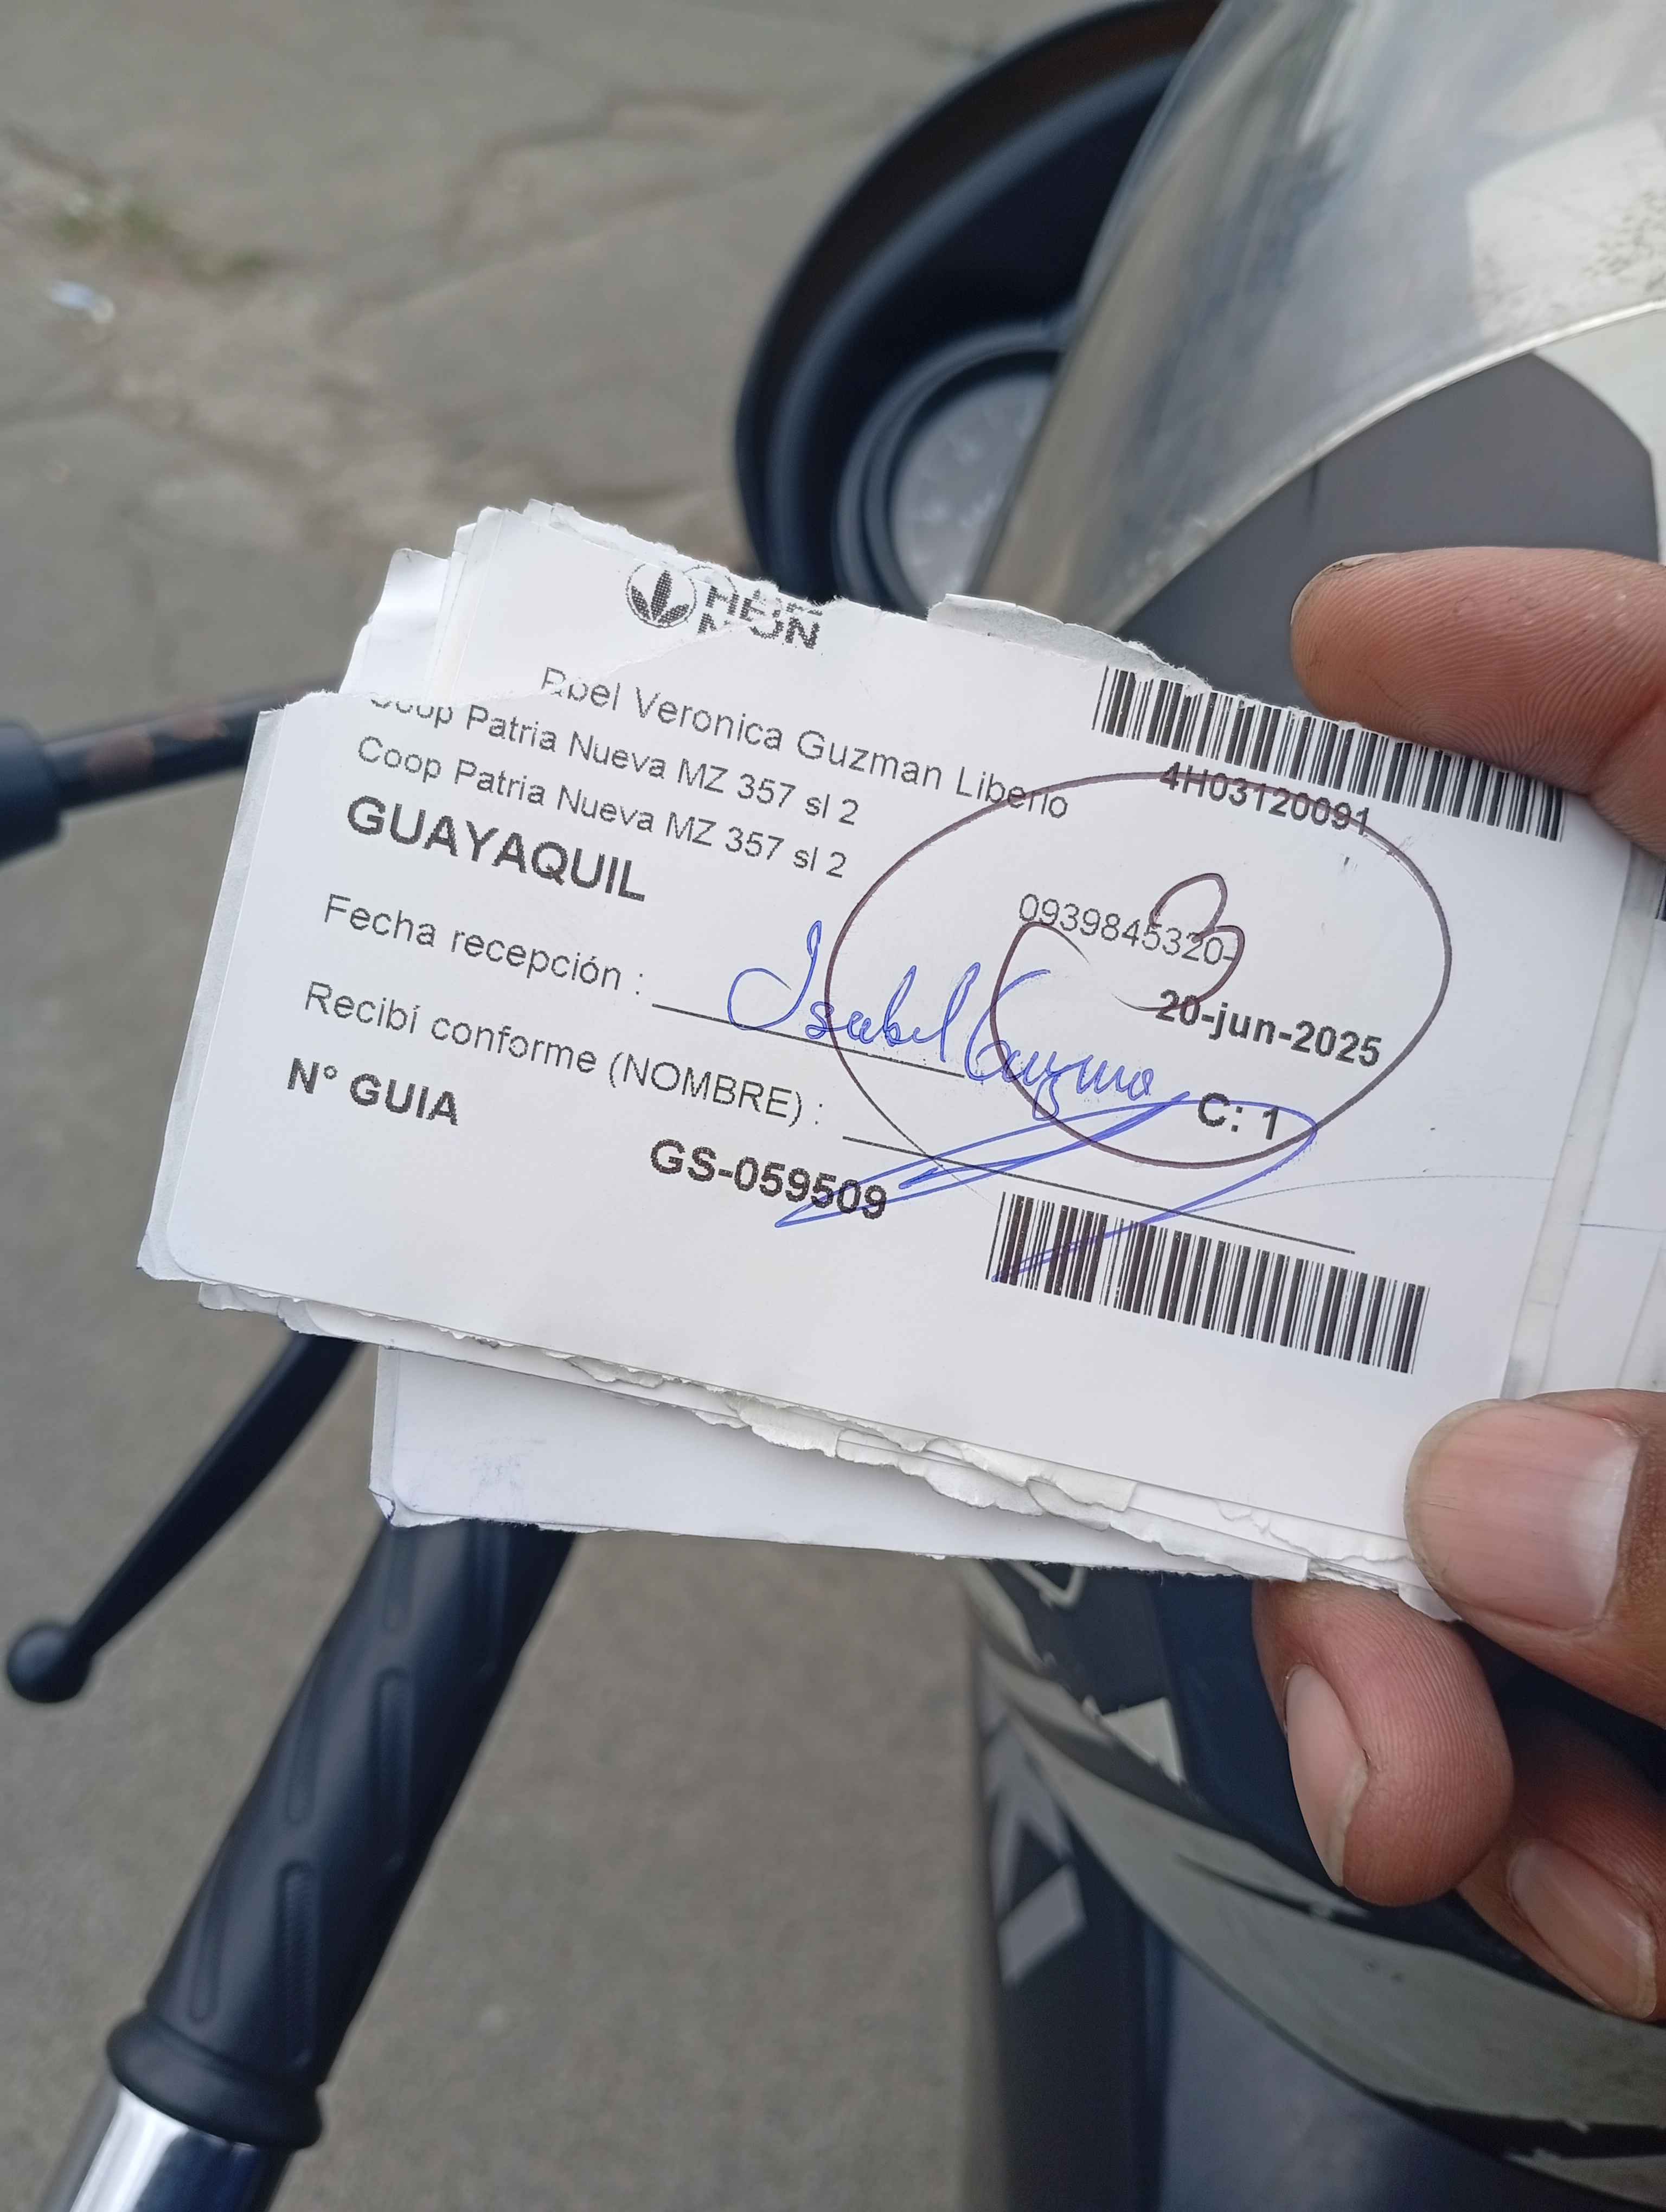 Veronica Guzman Liberio
Coop Patria Nueva MZ 357 sl 2
Coop Patria Nueva MZ 357 sl 2
GUAYAQUIL
4H03120091
0939845320-
3
20-jun-2025
Fecha recepción :
Isabel Guzman
C: 1
Recibí conforme (NOMBRE) :
N° GUIA
GS-059509